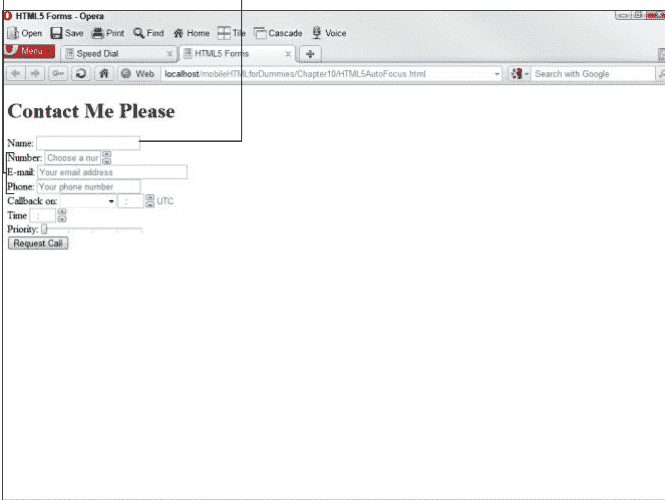 HTML5 Forms - Opera
Open Save Print Find Home Tile Cascade Voice
Menu Speed Dial x HTML5 Forms x
Web localhost/mobileHTMLforDummies/Chapter10/HTML5AutoFocus.html Search with Google
Contact Me Please
Name:
Number: Choose a nur
E-mail: Your email address
Phone: Your phone number
Callback on: : UTC
Time :
Priority:
Request Call